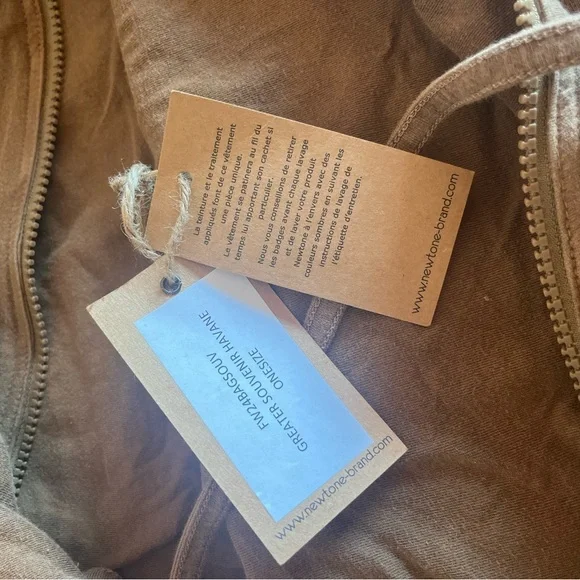 La teinture et le traitement
appliqués font de ce vêtement
une pièce unique.
Le vêtement se patinera au fil du
temps lui apportant son cachet si
particulier.
Nous vous conseillons de retirer
les badges avant chaque lavage
et de laver votre produit
Newtone à l'envers avec des
couleurs sombres en suivant les
instructions de lavage de
l'étiquette d'entretien.
www.newtone-brand.com
FW24BAGSOUV
GREATER SOUVENIR HAVANE
ONESIZE
www.newtone-brand.com